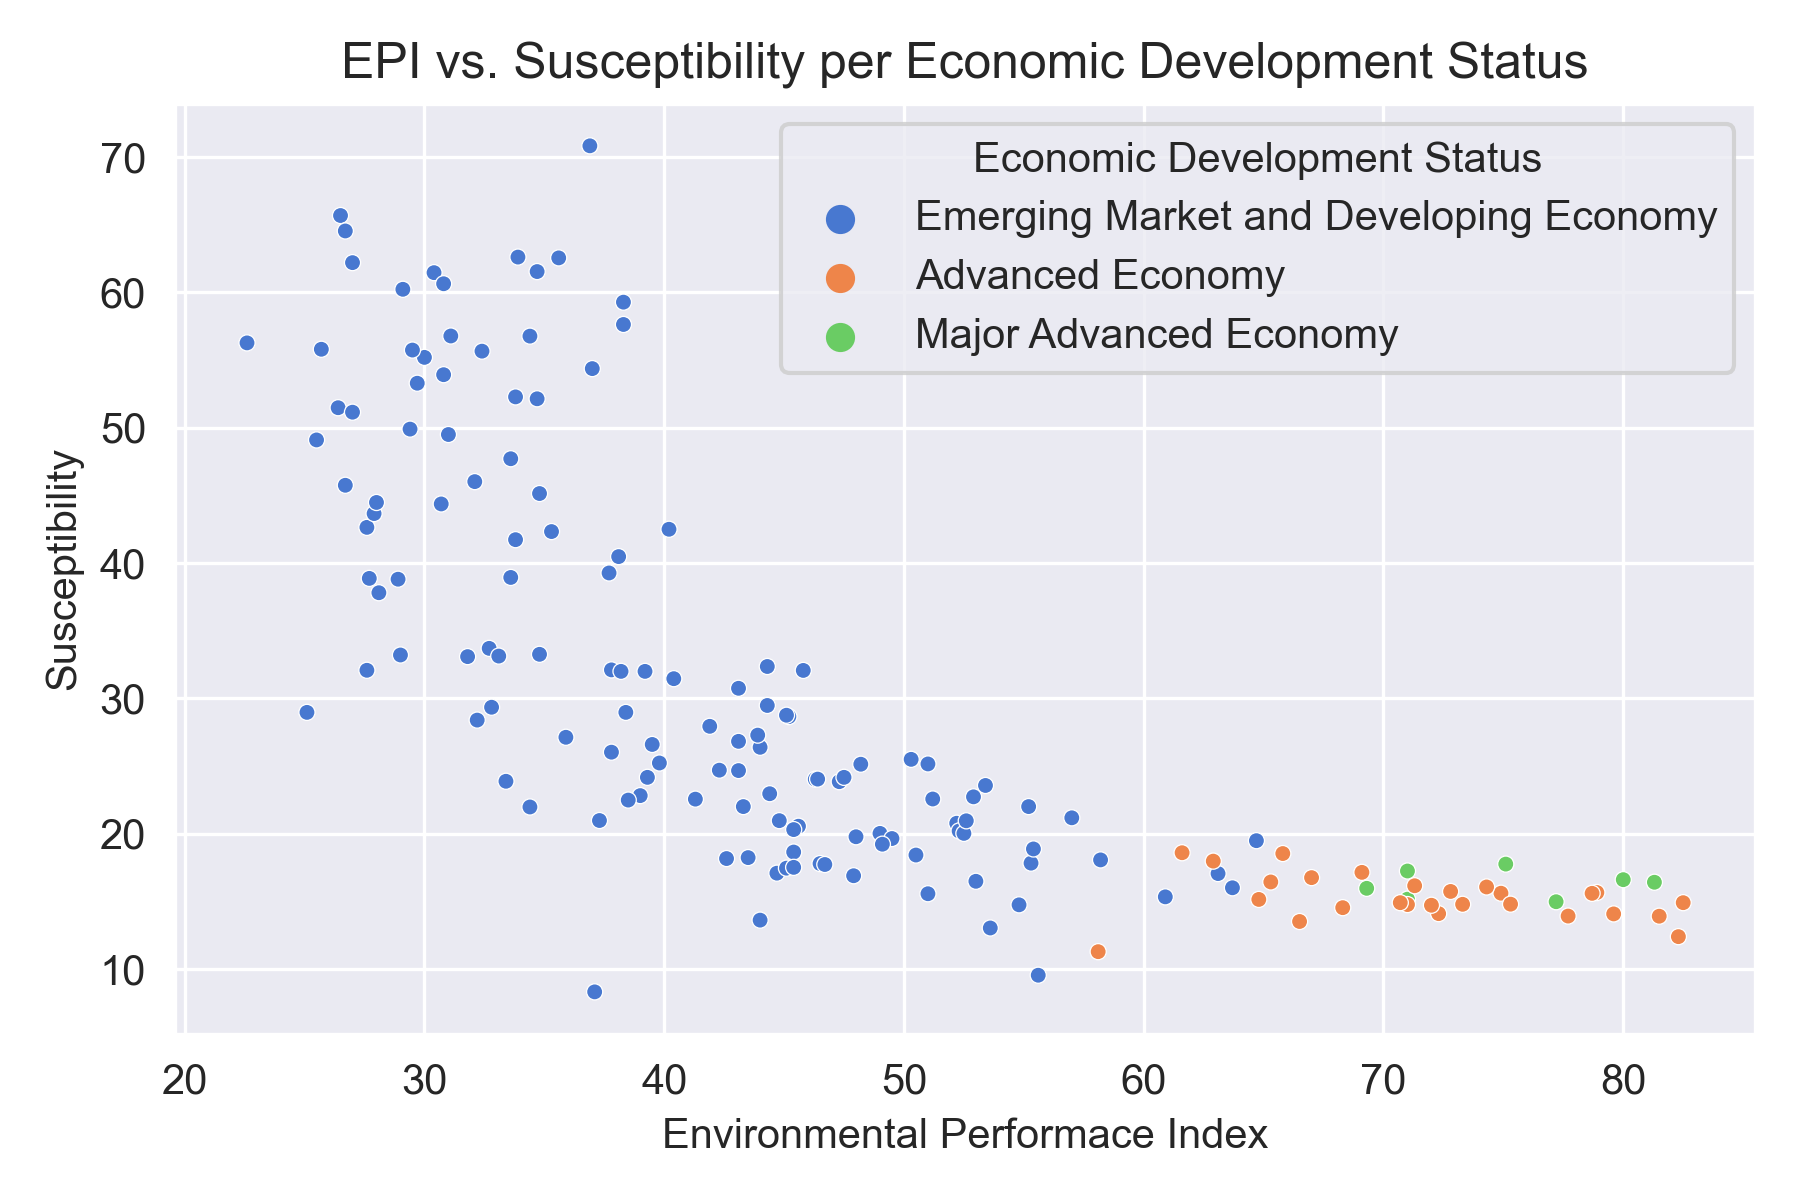 EPI vs. Susceptibility per Economic Development Status
Economic Development Status
Emerging Market and Developing Economy
Advanced Economy
Major Advanced Economy
70
60
50
40
30
20
10
Susceptibility
20 30 40 50 60 70 80
Environmental Performace Index